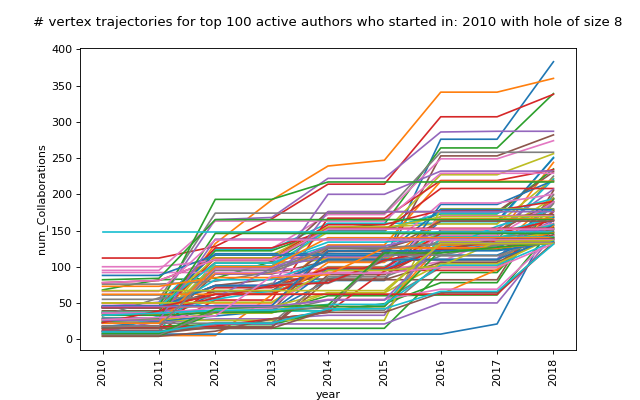 # vertex trajectories for top 100 active authors who started in: 2010 with hole of size 8
400
350
300
250
200
150
100
50
0
num_Collaborations
2010 2011 2012 2013 2014 2015 2016 2017 2018
year